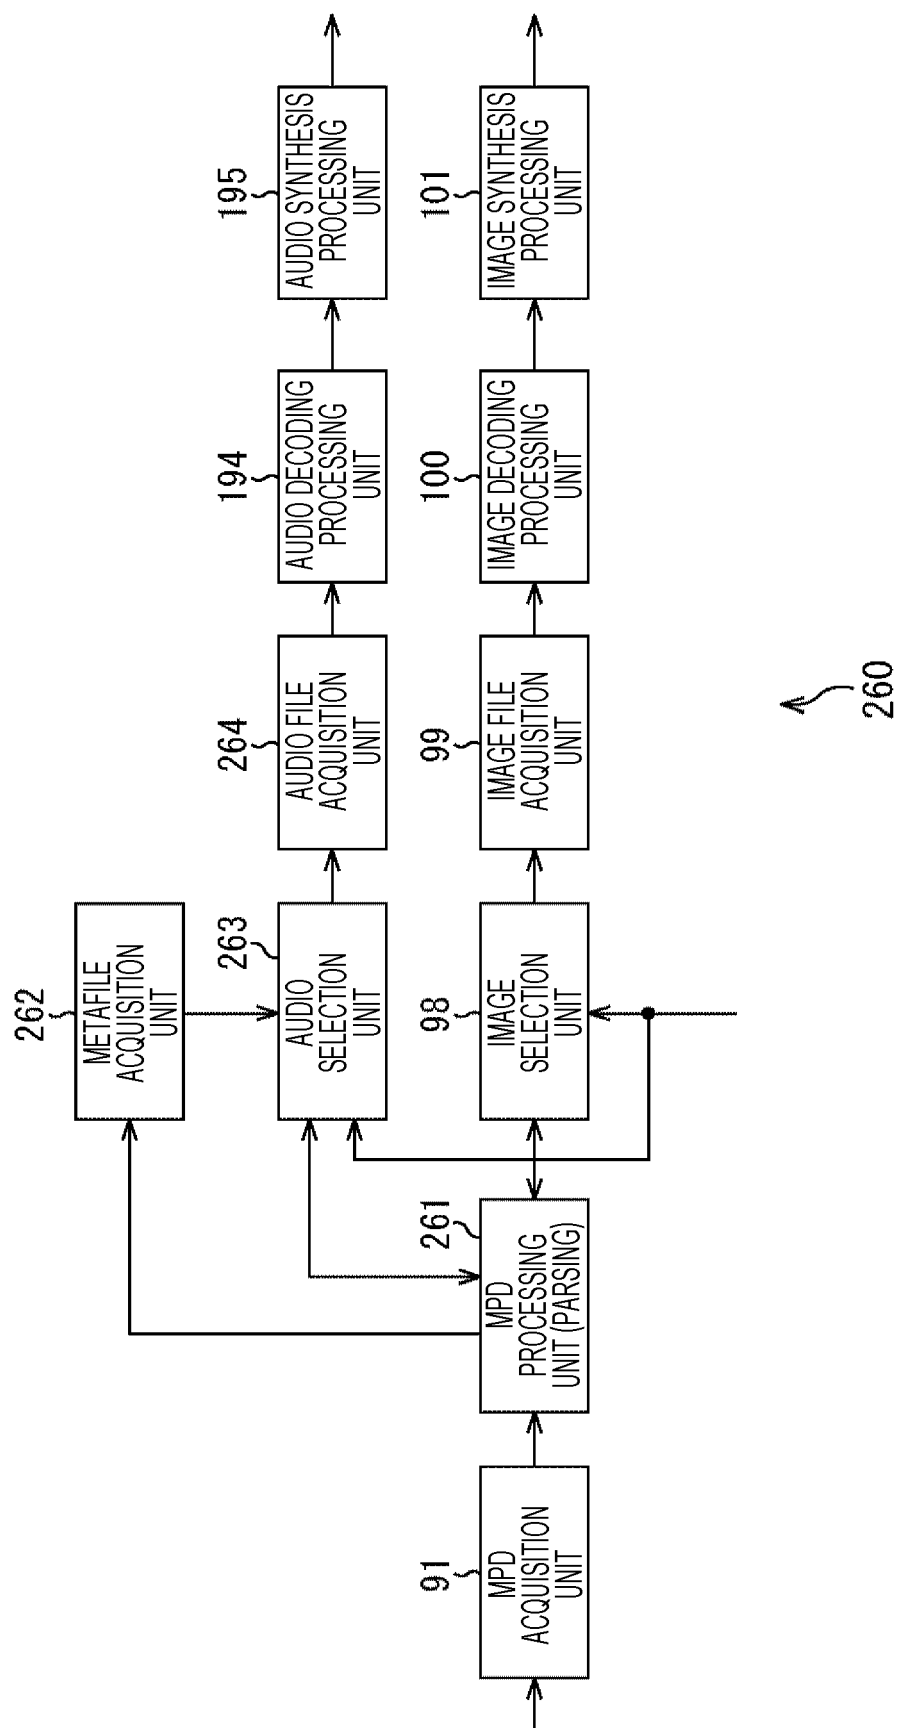 262
METAFILE
ACQUISITION
UNIT
263
AUDIO
SELECTION
UNIT
264
AUDIO FILE
ACQUISITION
UNIT
194
AUDIO DECODING
PROCESSING
UNIT
195
AUDIO SYNTHESIS
PROCESSING
UNIT
91
MPD
ACQUISITION
UNIT
261
MPD
PROCESSING
UNIT (PARSING)
98
IMAGE
SELECTION
UNIT
99
IMAGE FILE
ACQUISITION
UNIT
100
IMAGE DECODING
PROCESSING
UNIT
101
IMAGE SYNTHESIS
PROCESSING
UNIT
260